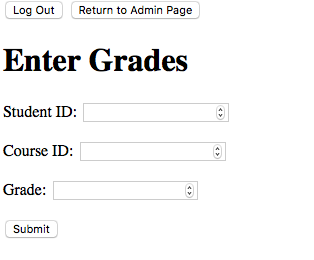 Log Out Return to Admin Page
Enter Grades
Student ID:
Course ID:
Grade:
Submit